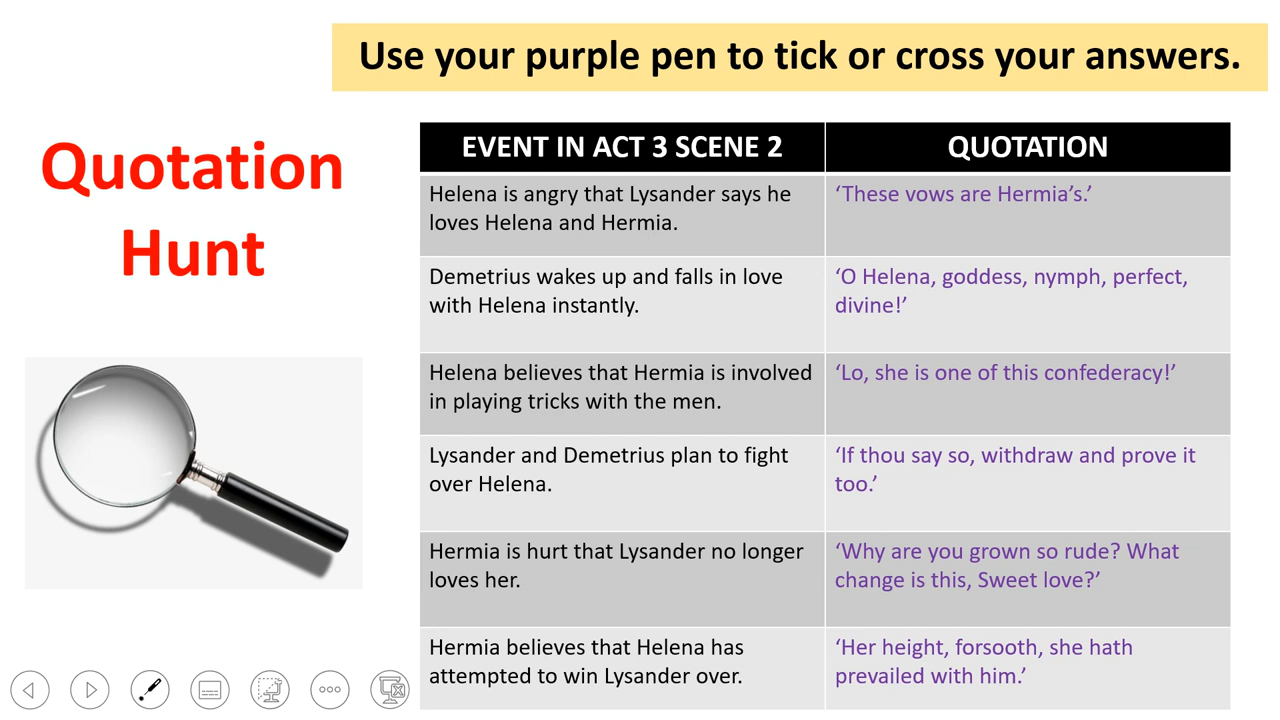 Use your purple pen to tick or cross your answers.
Quotation
Hunt
EVENT IN ACT 3 SCENE 2
QUOTATION
Helena is angry that Lysander says he
loves Helena and Hermia.
‘These vows are Hermia’s.’
Demetrius wakes up and falls in love
with Helena instantly.
‘O Helena, goddess, nymph, perfect,
divine!’
Helena believes that Hermia is involved
in playing tricks with the men.
‘Lo, she is one of this confederacy!’
Lysander and Demetrius plan to fight
over Helena.
‘If thou say so, withdraw and prove it
too.’
Hermia is hurt that Lysander no longer
loves her.
‘Why are you grown so rude? What
change is this, Sweet love?’
Hermia believes that Helena has
attempted to win Lysander over.
‘Her height, forsooth, she hath
prevailed with him.’